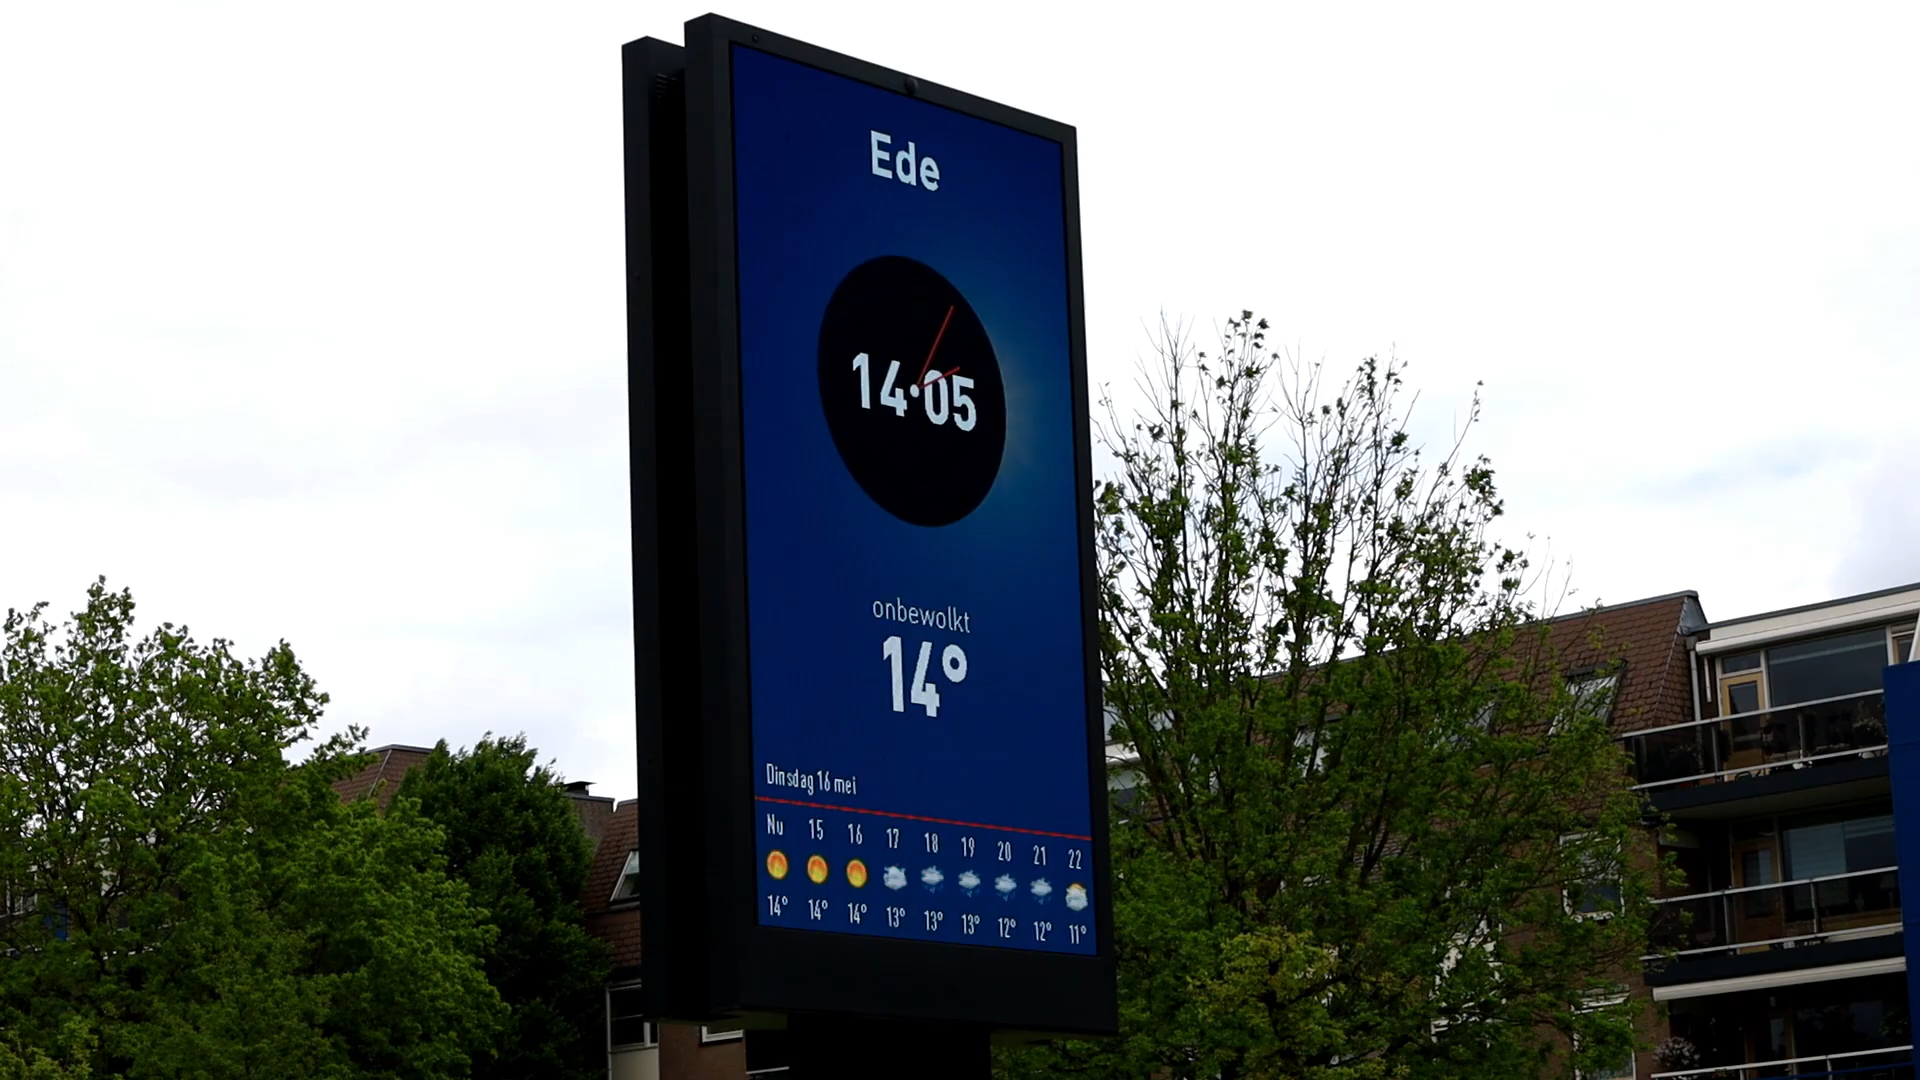 Ede
14·05
onbewolkt
14°
Dinsdag 16 mei
Nu 15 16 17 18 19 20 21 22
14° 14° 14° 13° 13° 13° 12° 12° 11°